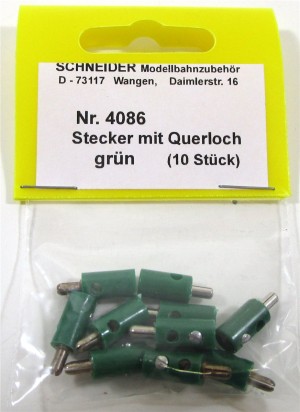 SCHNEIDER Modellbahnzubehör
D - 73117 Wangen, Daimlerstr. 16
Nr. 4086
Stecker mit Querloch
grün (10 Stück)